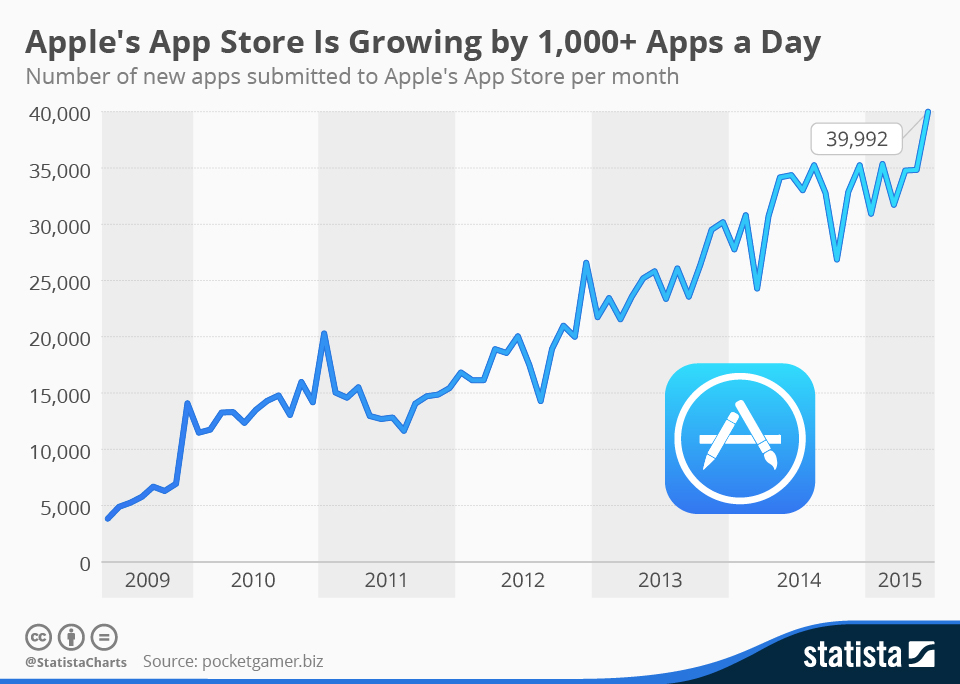 Apple's App Store Is Growing by 1,000+ Apps a Day
Number of new apps submitted to Apple's App Store per month
40,000
39,992
35,000
30,000
25,000
20,000
15,000
10,000
5,000
0
2009 2010 2011 2012 2013 2014 2015
cc =
@StatistaCharts Source: pocketgamer.biz
statista